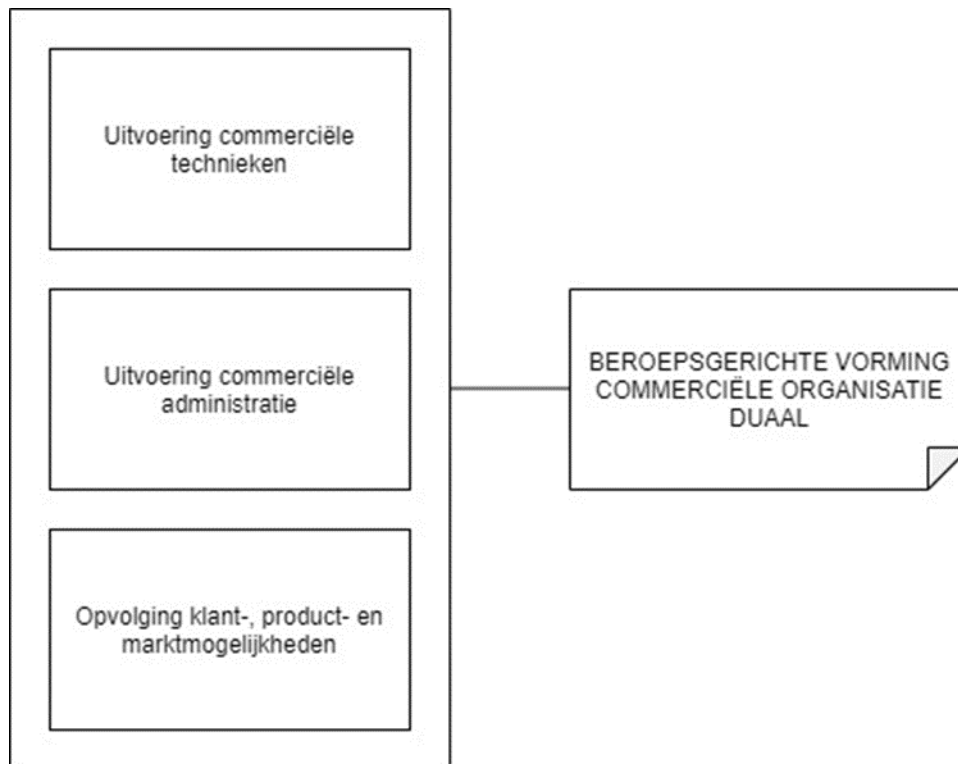 Uitvoering commerciële
technieken
Uitvoering commerciële
administratie
Opvolging klant-, product- en
marktmogelijkheden
BEROEPSGERICHTE VORMING
COMMERCIËLE ORGANISATIE
DUAAL